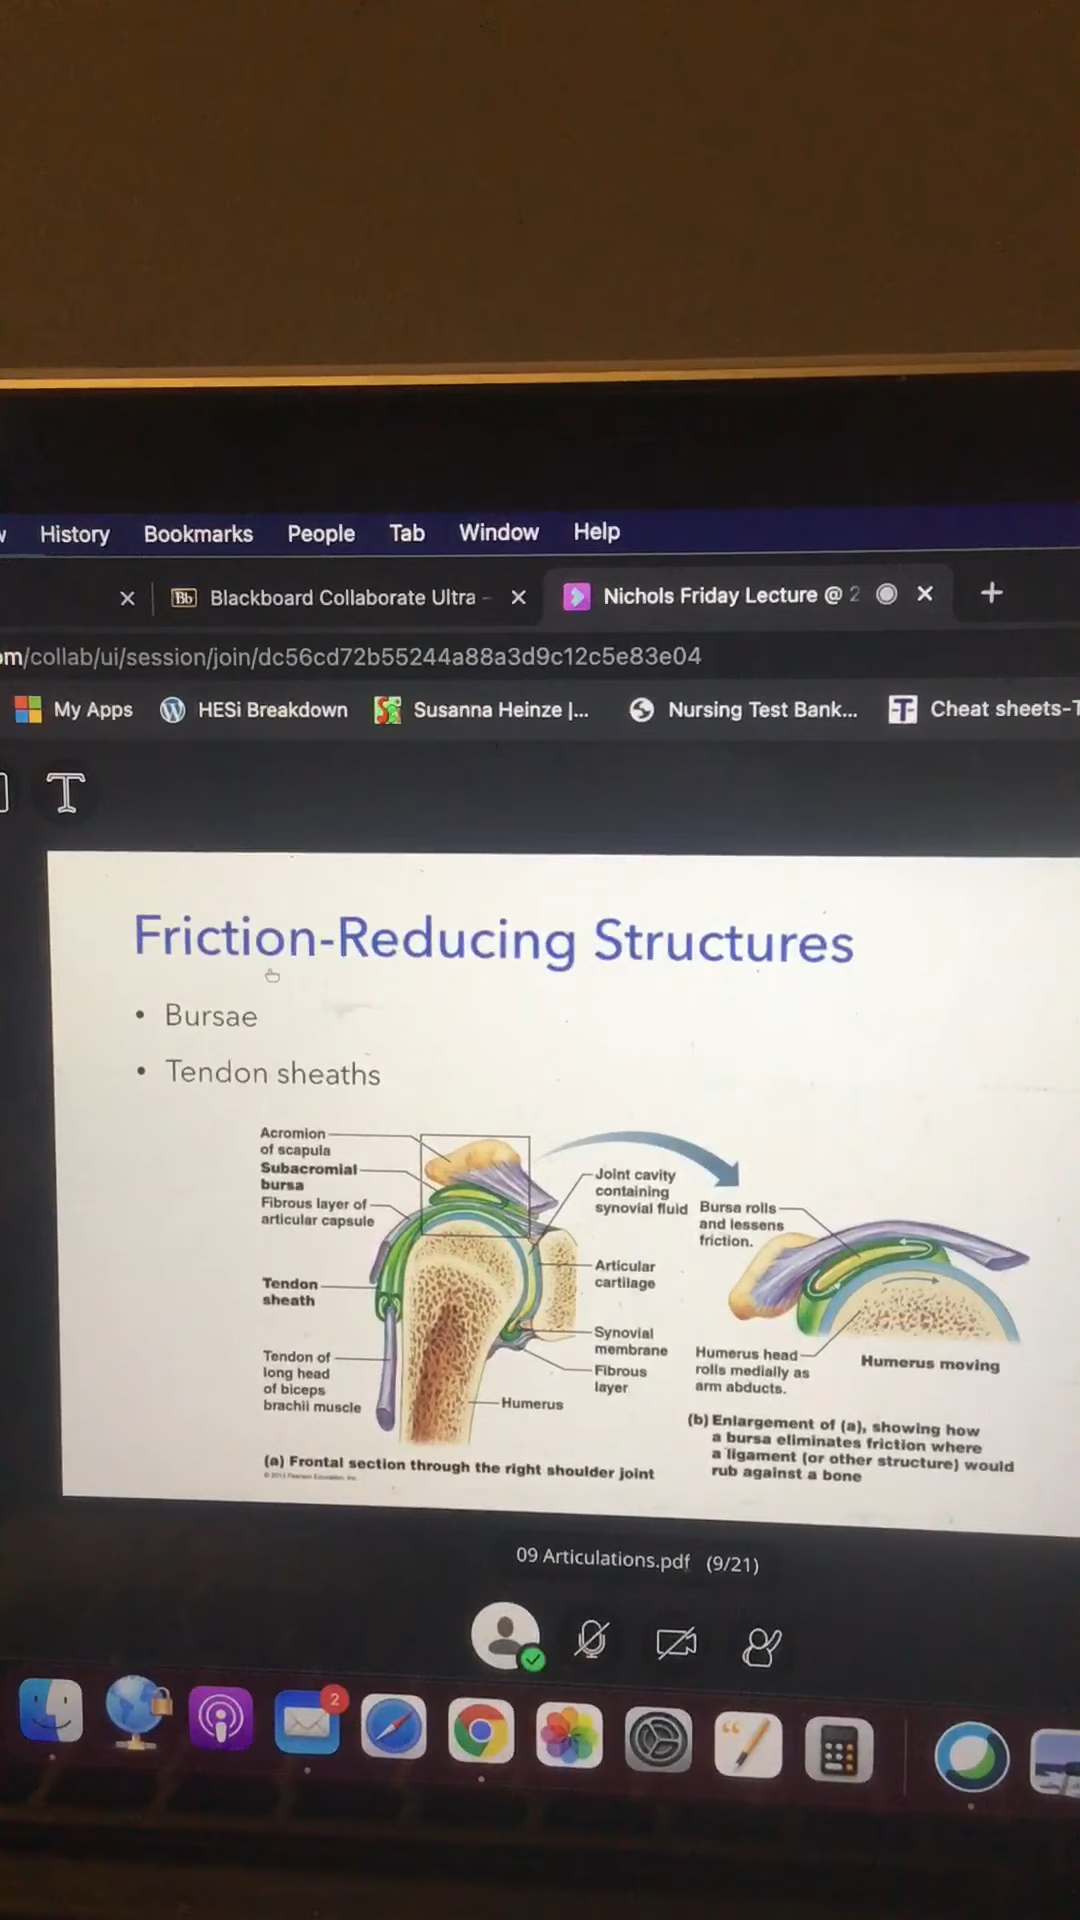 History Bookmarks People Tab Window Help
Bb Blackboard Collaborate Ultra - Nichols Friday Lecture @ 2
om/collab/ui/session/join/dc56cd72b55244a88a3d9c12c5e83e04
My Apps HESi Breakdown Susanna Heinze |... Nursing Test Bank... Cheat sheets-T
T
Friction-Reducing Structures
• Bursae
• Tendon sheaths
Acromion
of scapula
Subacromial
bursa
Fibrous layer of
articular capsule
Tendon
sheath
Tendon of
long head
of biceps
brachii muscle
Joint cavity
containing
synovial fluid
Articular
cartilage
Synovial
membrane
Fibrous
layer
Humerus
(a) Frontal section through the right shoulder joint
Bursa rolls
and lessens
friction.
Humerus head
rolls medially as
arm abducts.
Humerus moving
(b) Enlargement of (a), showing how
a bursa eliminates friction where
a ligament (or other structure) would
rub against a bone
09 Articulations.pdf (9/21)
2